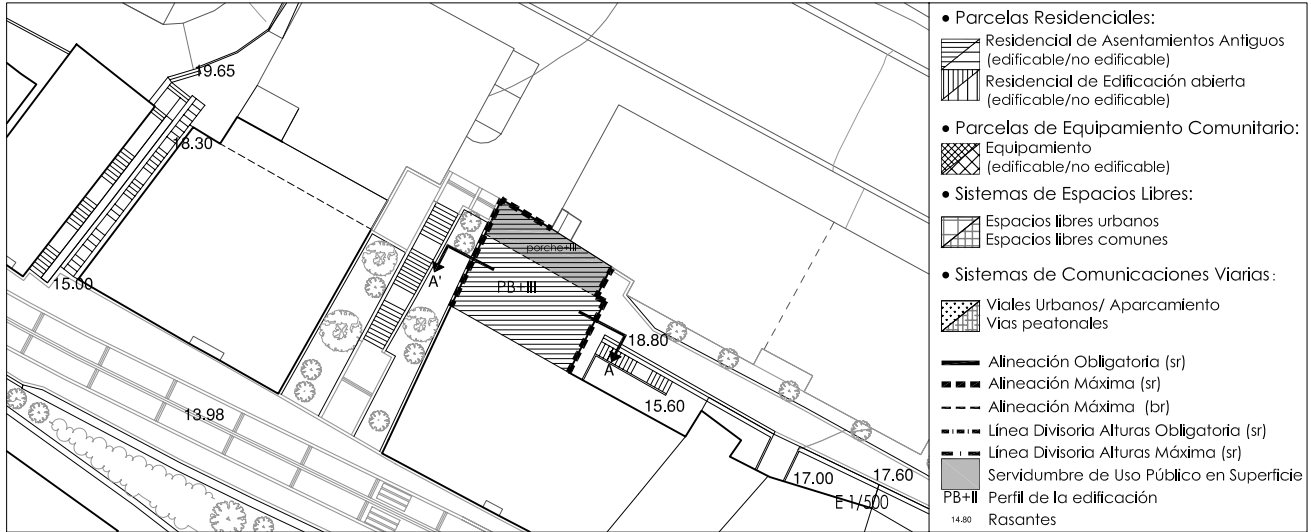 19.65
18.30
15.00
13.98
A'
porche+III
PB+III
18.80
A
15.60
17.00
17.60
E 1/500
• Parcelas Residenciales:
Residencial de Asentamientos Antiguos
(edificable/no edificable)
Residencial de Edificación abierta
(edificable/no edificable)
• Parcelas de Equipamiento Comunitario:
Equipamiento
(edificable/no edificable)
• Sistemas de Espacios Libres:
Espacios libres urbanos
Espacios libres comunes
• Sistemas de Comunicaciones Viarias:
Viales Urbanos/ Aparcamiento
Vias peatonales
Alineación Obligatoria (sr)
Alineación Máxima (sr)
Alineación Máxima (br)
Línea Divisoria Alturas Obligatoria (sr)
Línea Divisoria Alturas Máxima (sr)
Servidumbre de Uso Público en Superficie
PB+II Perfil de la edificación
14.80 Rasantes